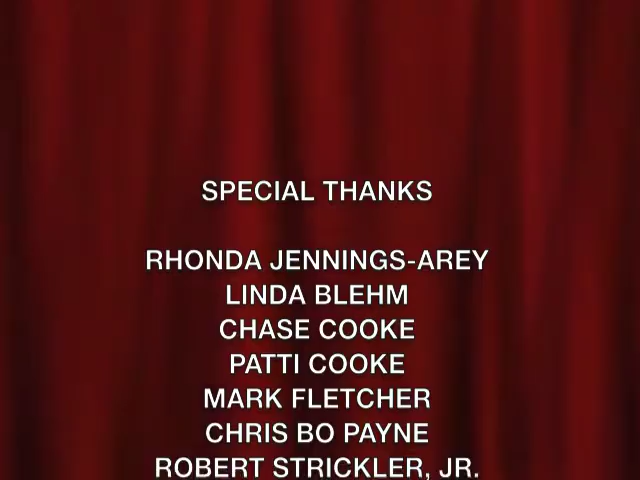 SPECIAL THANKS
RHONDA JENNINGS-AREY
LINDA BLEHM
CHASE COOKE
PATTI COOKE
MARK FLETCHER
CHRIS BO PAYNE
ROBERT STRICKLER, JR.